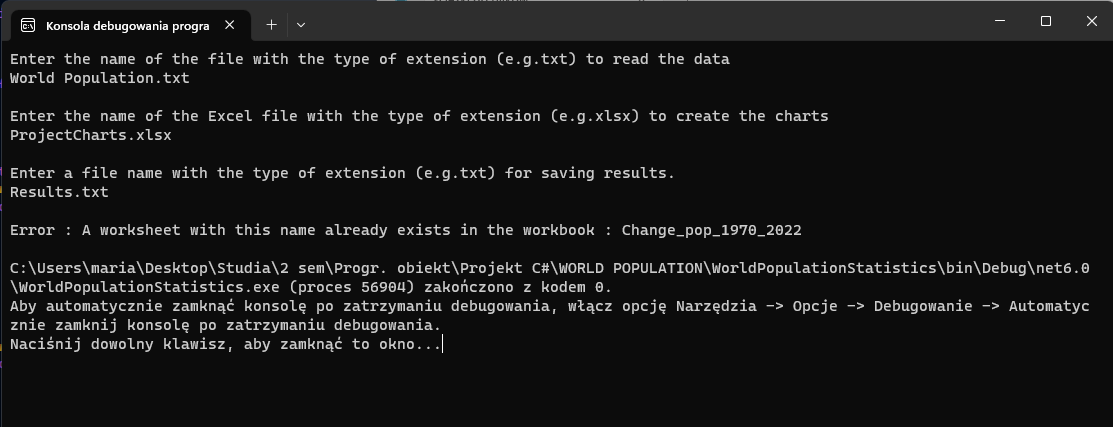 Konsola debugowania progra
Enter the name of the file with the type of extension (e.g.txt) to read the data
World Population.txt
Enter the name of the Excel file with the type of extension (e.g.xlsx) to create the charts
ProjectCharts.xlsx
Enter a file name with the type of extension (e.g.txt) for saving results.
Results.txt
Error : A worksheet with this name already exists in the workbook : Change_pop_1970_2022
C:\Users\maria\Desktop\Studia\2 sem\Progr. obiekt\Projekt C#\WORLD POPULATION\WorldPopulationStatistics\bin\Debug\net6.0
\WorldPopulationStatistics.exe (proces 56904) zakończono z kodem 0.
Aby automatycznie zamknąć konsolę po zatrzymaniu debugowania, włącz opcję Narzędzia -> Opcje -> Debugowanie -> Automatyc
znie zamknij konsolę po zatrzymaniu debugowania.
Naciśnij dowolny klawisz, aby zamknąć to okno...